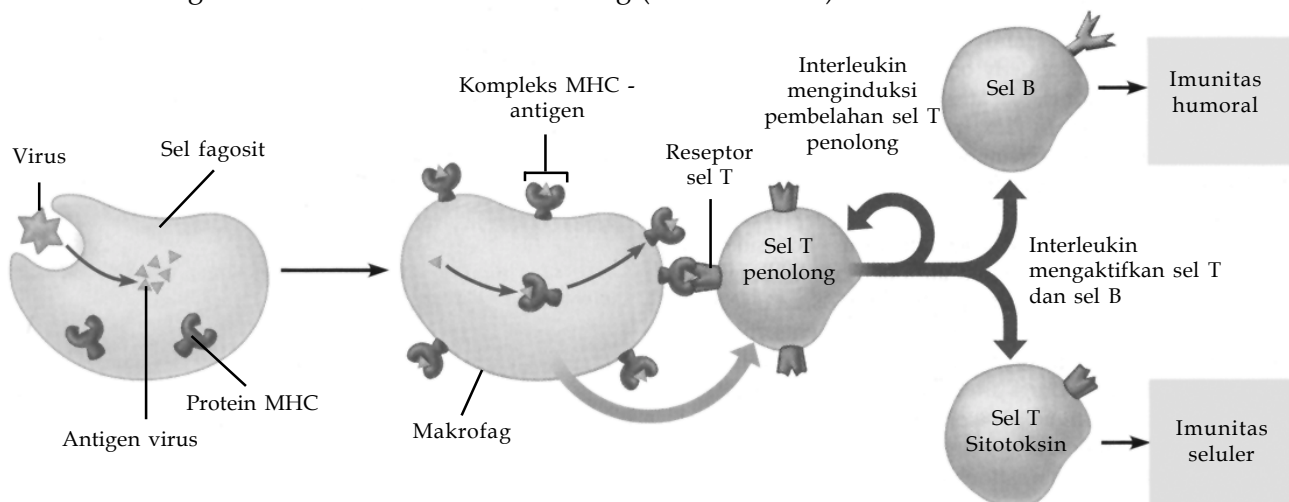 Virus
Sel fagosit
Antigen virus
Protein MHC
Kompleks MHC -
antigen
Makrofag
Reseptor
sel T
Sel T
penolong
Interleukin
menginduksi
pembelahan sel T
penolong
Sel B
Imunitas
humoral
Interleukin
mengaktifkan sel T
dan sel B
Sel T
Sitotoksin
Imunitas
seluler